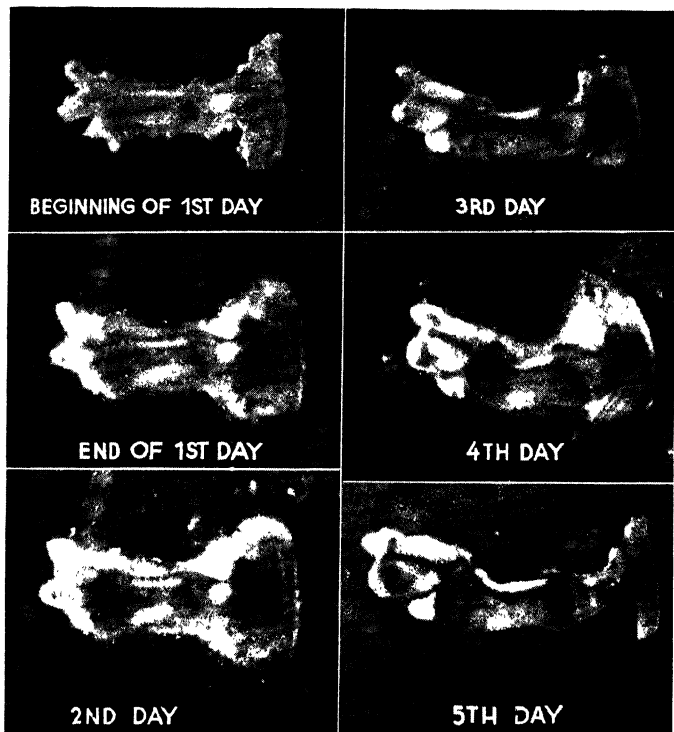 BEGINNING OF 1ST DAY
3RD DAY
END OF 1ST DAY
4TH DAY
2ND DAY
5TH DAY